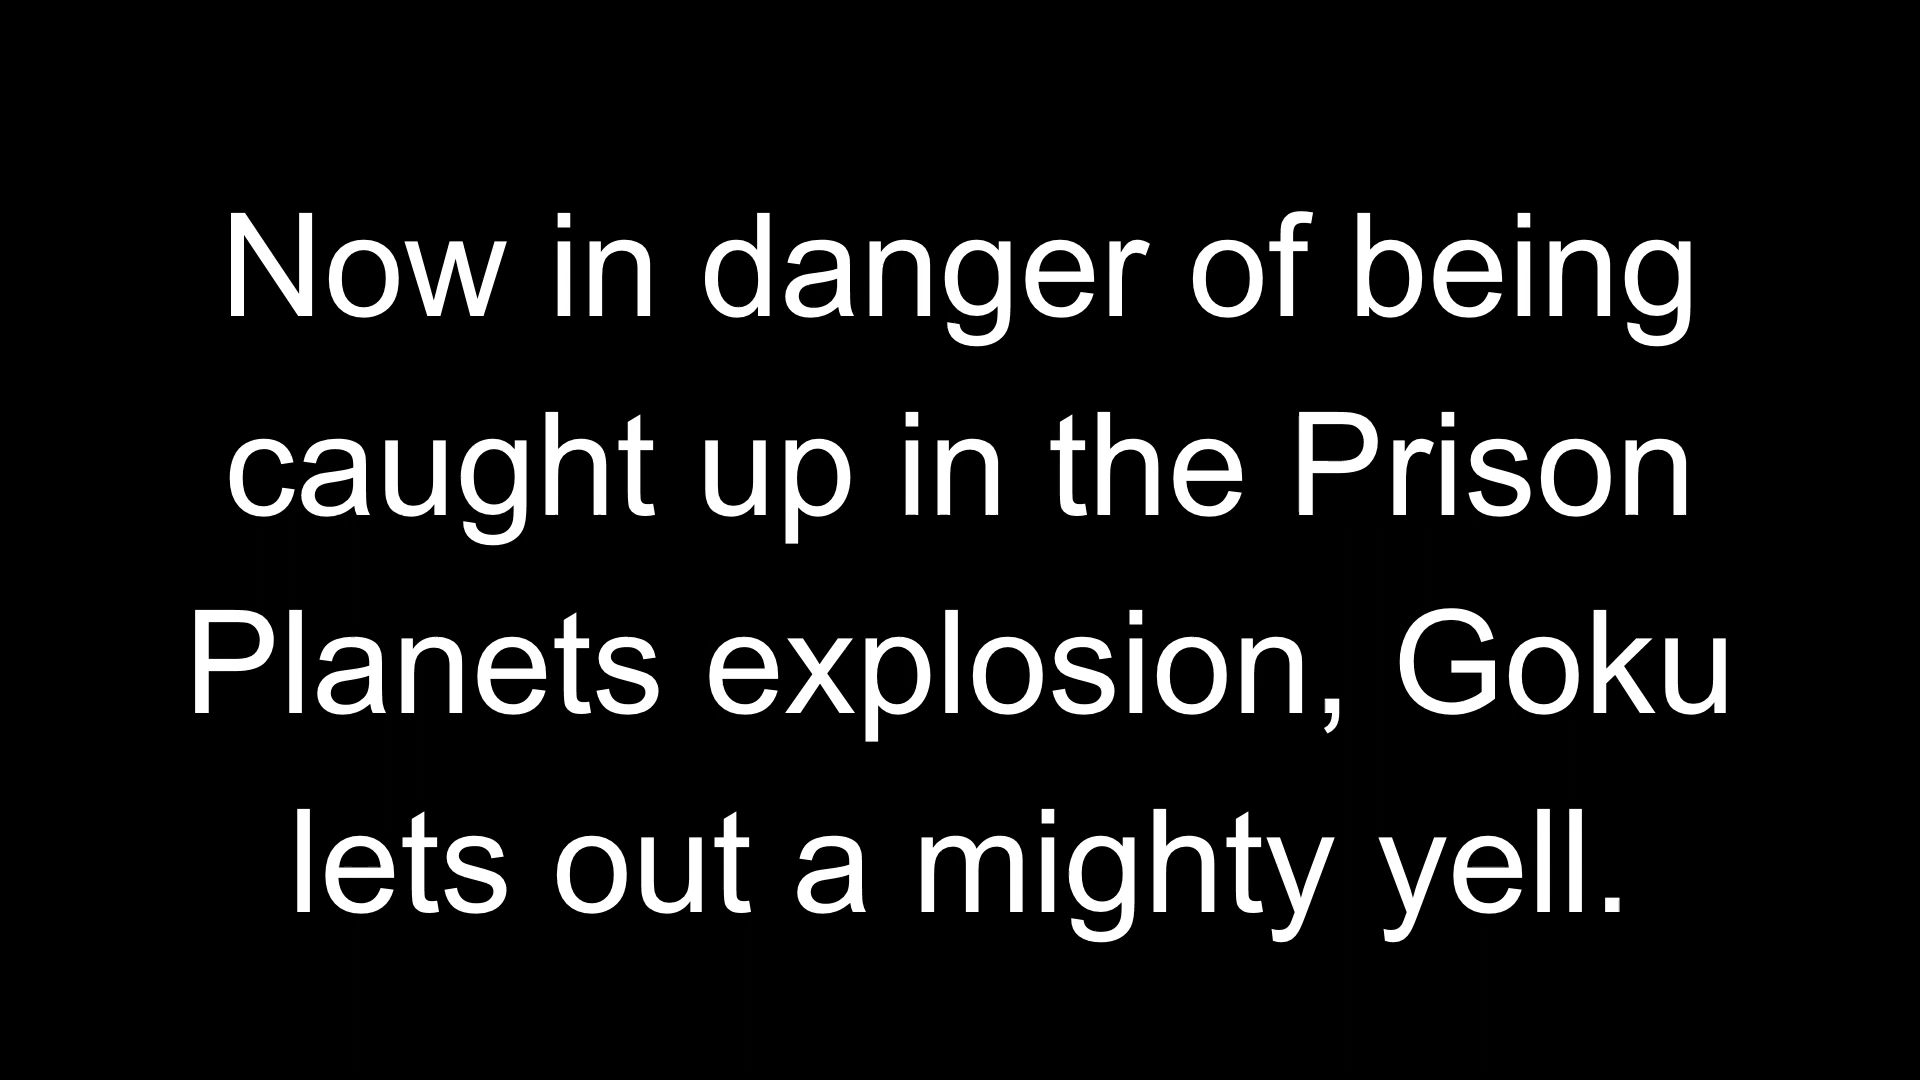 Now in danger of being
caught up in the Prison
Planets explosion, Goku
lets out a mighty yell.